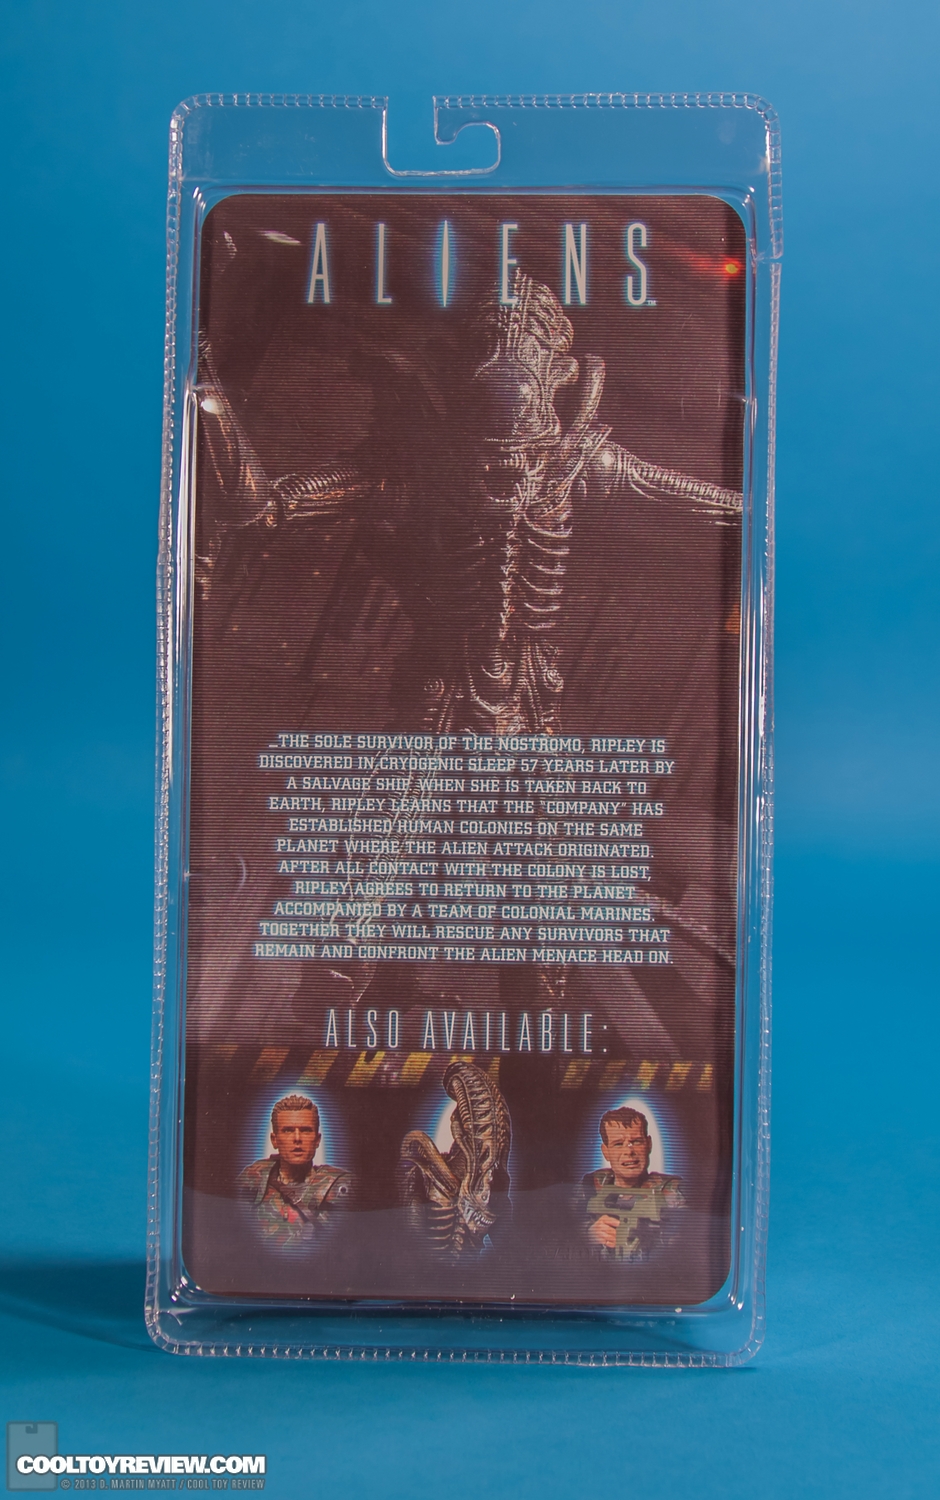 ALIENS™
...THE SOLE SURVIVOR OF THE NOSTROMO, RIPLEY IS
DISCOVERED IN CRYOGENIC SLEEP 57 YEARS LATER BY
A SALVAGE SHIP. WHEN SHE IS TAKEN BACK TO
EARTH, RIPLEY LEARNS THAT THE "COMPANY" HAS
ESTABLISHED HUMAN COLONIES ON THE SAME
PLANET WHERE THE ALIEN ATTACK ORIGINATED.
AFTER ALL CONTACT WITH THE COLONY IS LOST,
RIPLEY AGREES TO RETURN TO THE PLANET
ACCOMPANIED BY A TEAM OF COLONIAL MARINES.
TOGETHER THEY WILL RESCUE ANY SURVIVORS THAT
REMAIN AND CONFRONT THE ALIEN MENACE HEAD ON.
ALSO AVAILABLE:
COOLTOYREVIEW.COM
© 2013 D. MARTIN MYATT / COOL TOY REVIEW